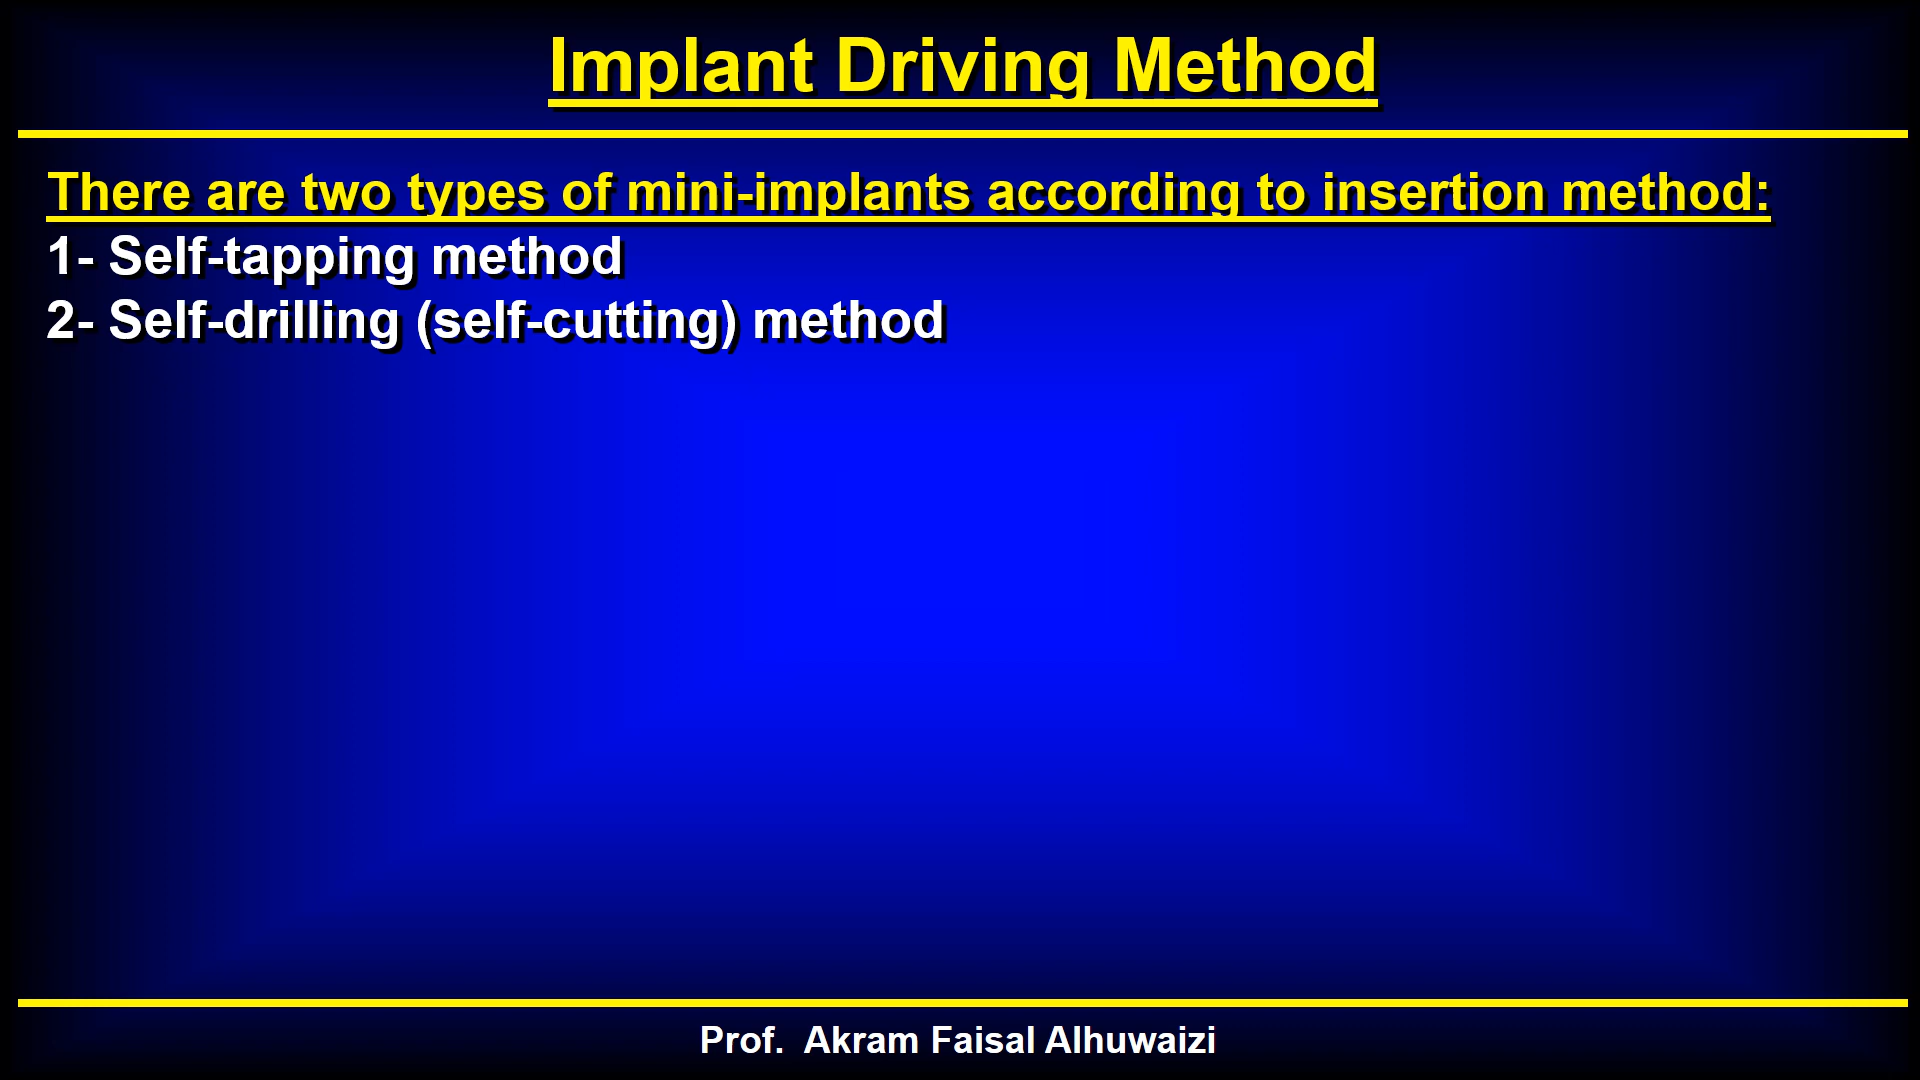 Implant Driving Method
There are two types of mini-implants according to insertion method:
1- Self-tapping method
2- Self-drilling (self-cutting) method
Prof.  Akram Faisal Alhuwaizi